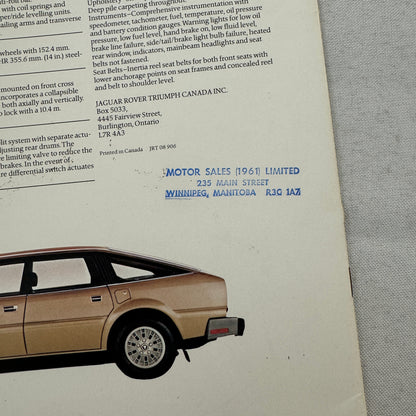 with coil springs and
er ride levelling units.
ailing arms and transverse
wheels with 152.4 mm.
HR 355.6 mm. (14 in.) steel-
mounted on front cross
incorporates a collapsible
both axially and vertically.
o lock with a 10.4 m.
lit system with separate actu-
djusting rear drums. The
e limiting valve to reduce the
brakes. In the event of
ure differential switch actuates
Deep pile carpeting throughout.
Instruments–Comprehensive instrumentation with
speedometer, tachometer, fuel, temperature, oil pressure
and battery condition gauges. Warning lights for low oil
pressure, low fuel level, hand brake on, low fluid level,
brake line failure, side/tail/brake light bulb failure, heated
rear window, indicators, mainbeam headlights and seat
belts not fastened.
Seat Belts–Inertia reel seat belts for both front seats with
lower anchorage points on seat frames and concealed reel
and belt to shoulder level.
JAGUAR ROVER TRIUMPH CANADA INC.
Box 5033,
4445 Fairview Street,
Burlington, Ontario
L7R 4A3
Printed in Canada JRT 08 906
MOTOR SALES (1961) LIMITED
235 MAIN STREET
WINNIPEG, MANITOBA R3C 1A7